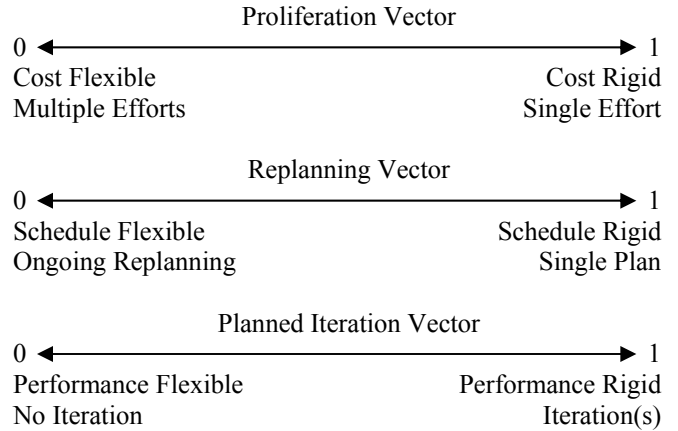 Proliferation Vector
0 1
Cost Flexible Cost Rigid
Multiple Efforts Single Effort
Replanning Vector
0 1
Schedule Flexible Schedule Rigid
Ongoing Replanning Single Plan
Planned Iteration Vector
0 1
Performance Flexible Performance Rigid
No Iteration Iteration(s)